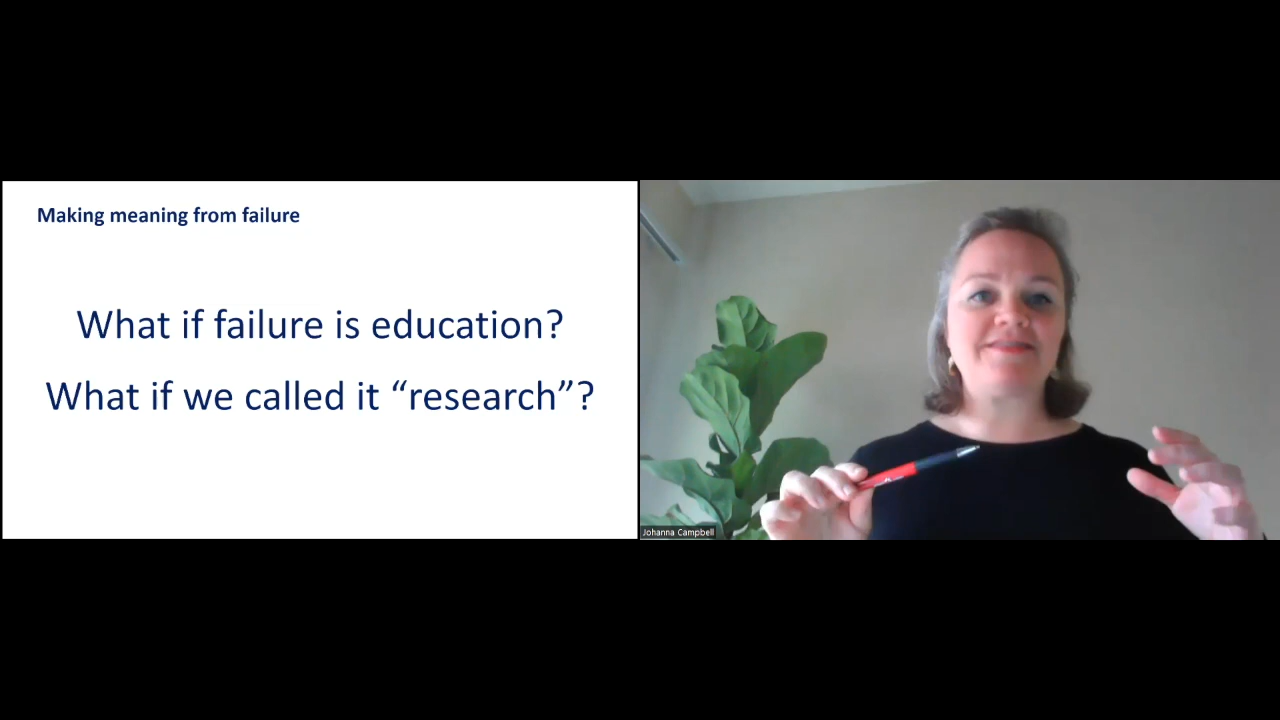 Making meaning from failure
What if failure is education?
What if we called it “research”?
Johanna Campbell